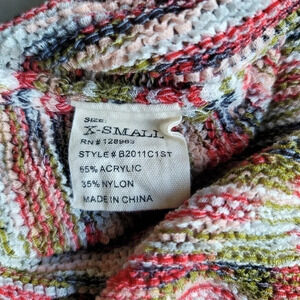 SIZE:
X-SMALL
RN# 128963
STYLE# B2011C1ST
65% ACRYLIC
35% NYLON
MADE IN CHINA